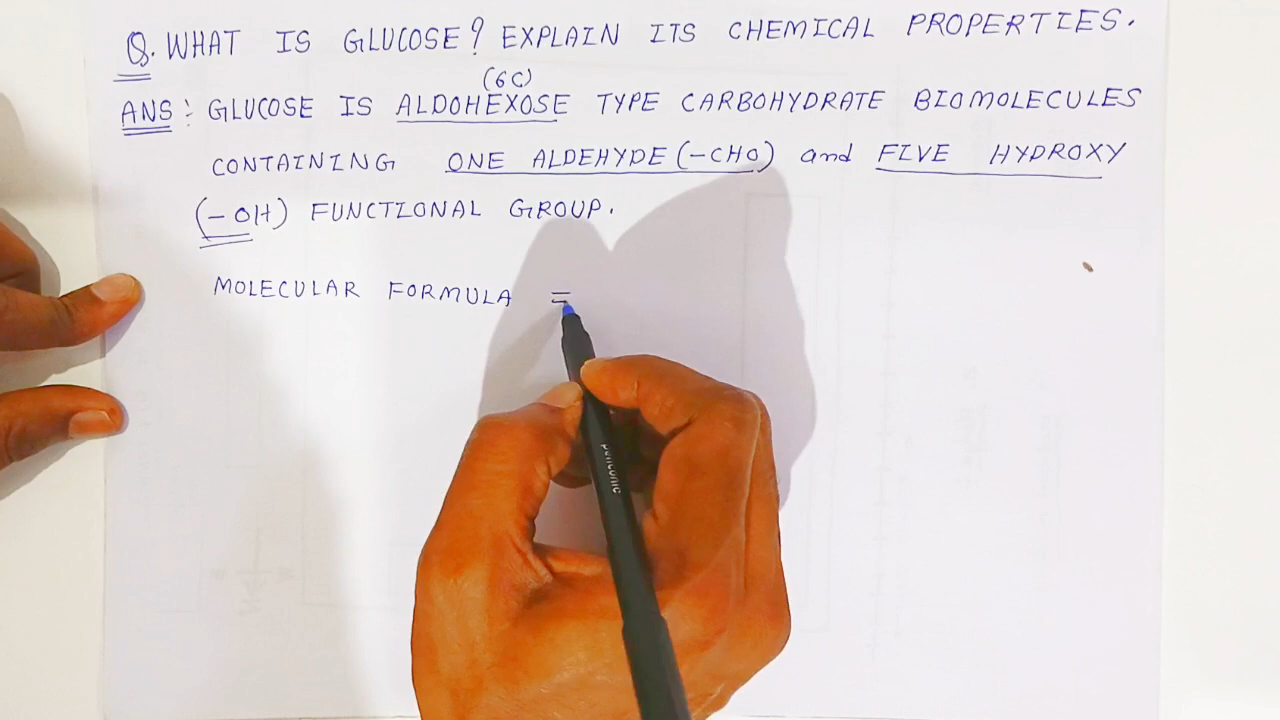 Q. WHAT IS GLUCOSE? EXPLAIN ITS CHEMICAL PROPERTIES.
(6C)
ANS: GLUCOSE IS ALDOHEXOSE TYPE CARBOHYDRATE BIOMOLECULES
CONTAINING ONE ALDEHYDE (-CHO) and FIVE HYDROXY
(-OH) FUNCTIONAL GROUP.
MOLECULAR FORMULA =